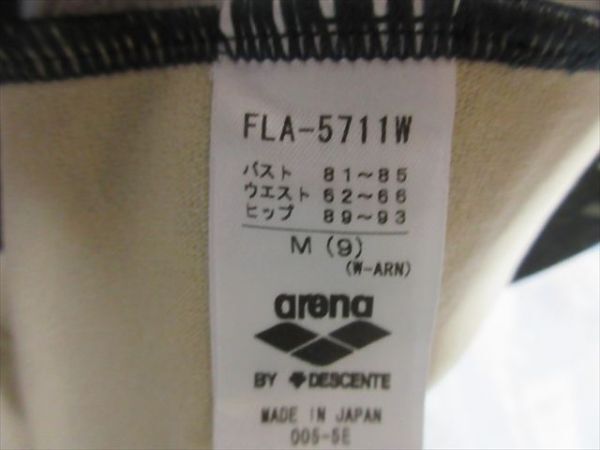 FLA-5711W
バスト 81~85
ウエスト 62~66
ヒップ 89~93
M (9)
(W-ARN)
arena
BY DESCENTE
MADE IN JAPAN
005-5E